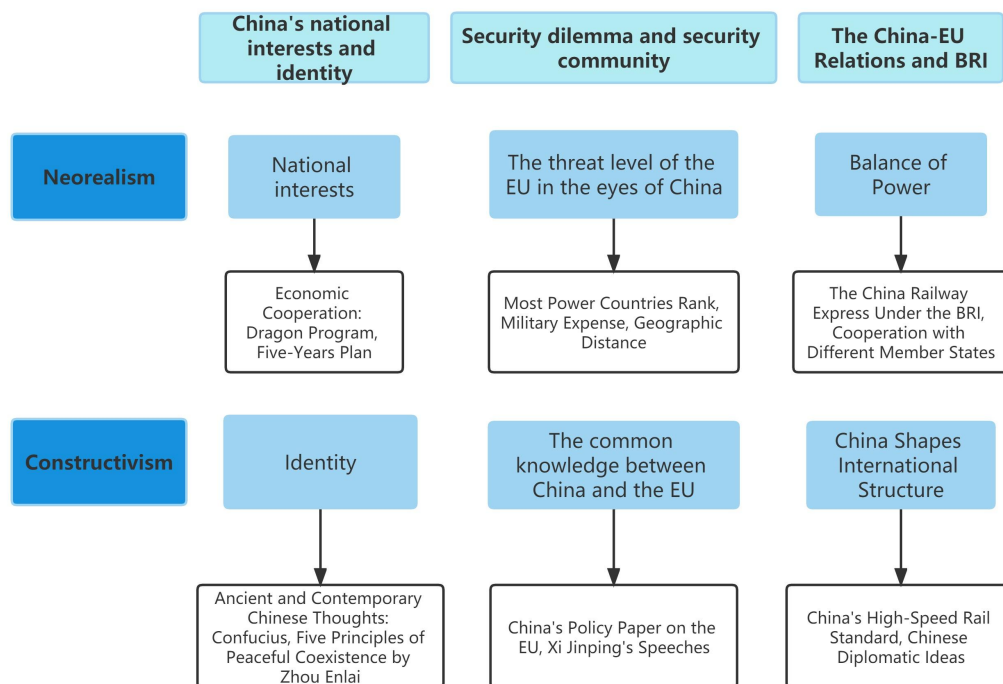 China's national
interests and
identity
Security dilemma and security
community
The China-EU
Relations and BRI
Neorealism
National
interests
The threat level of the
EU in the eyes of China
Balance of
Power
Economic
Cooperation:
Dragon Program,
Five-Years Plan
Most Power Countries Rank,
Military Expense, Geographic
Distance
The China Railway
Express Under the BRI,
Cooperation with
Different Member States
Constructivism
Identity
The common
knowledge between
China and the EU
China Shapes
International
Structure
Ancient and Contemporary
Chinese Thoughts:
Confucius, Five Principles of
Peaceful Coexistence by
Zhou Enlai
China's Policy Paper on the
EU, Xi Jinping's Speeches
China's High-Speed Rail
Standard, Chinese
Diplomatic Ideas